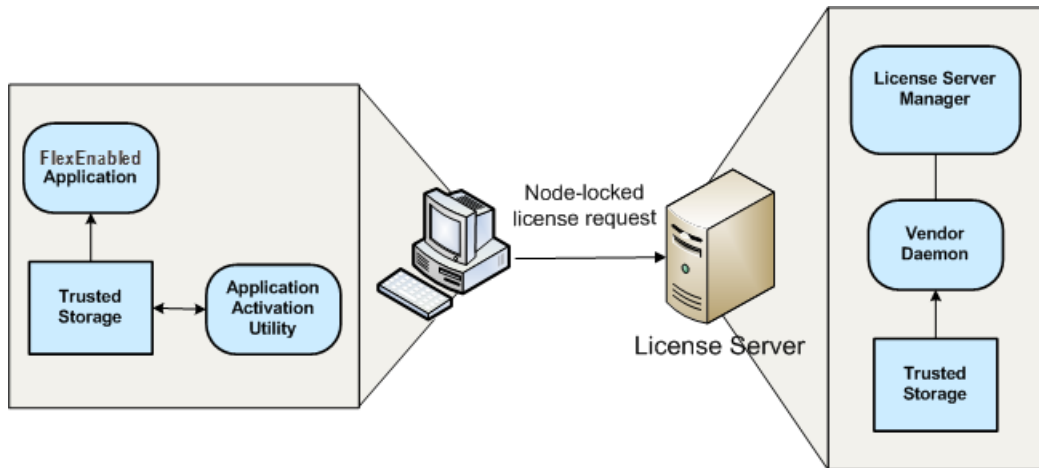 FlexEnabled
Application
Trusted
Storage
Application
Activation
Utility
Node-locked
license request
License Server
License Server
Manager
Vendor
Daemon
Trusted
Storage